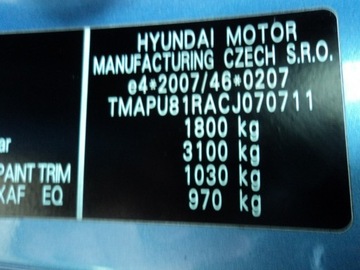 HYUNDAI MOTOR
MANUFACTURING CZECH S.R.O.
e4*2007/46*0207
TMAPU81RACJ070711
1800 kg
3100 kg
1030 kg
970 kg
PAINT TRIM
XAF EQ